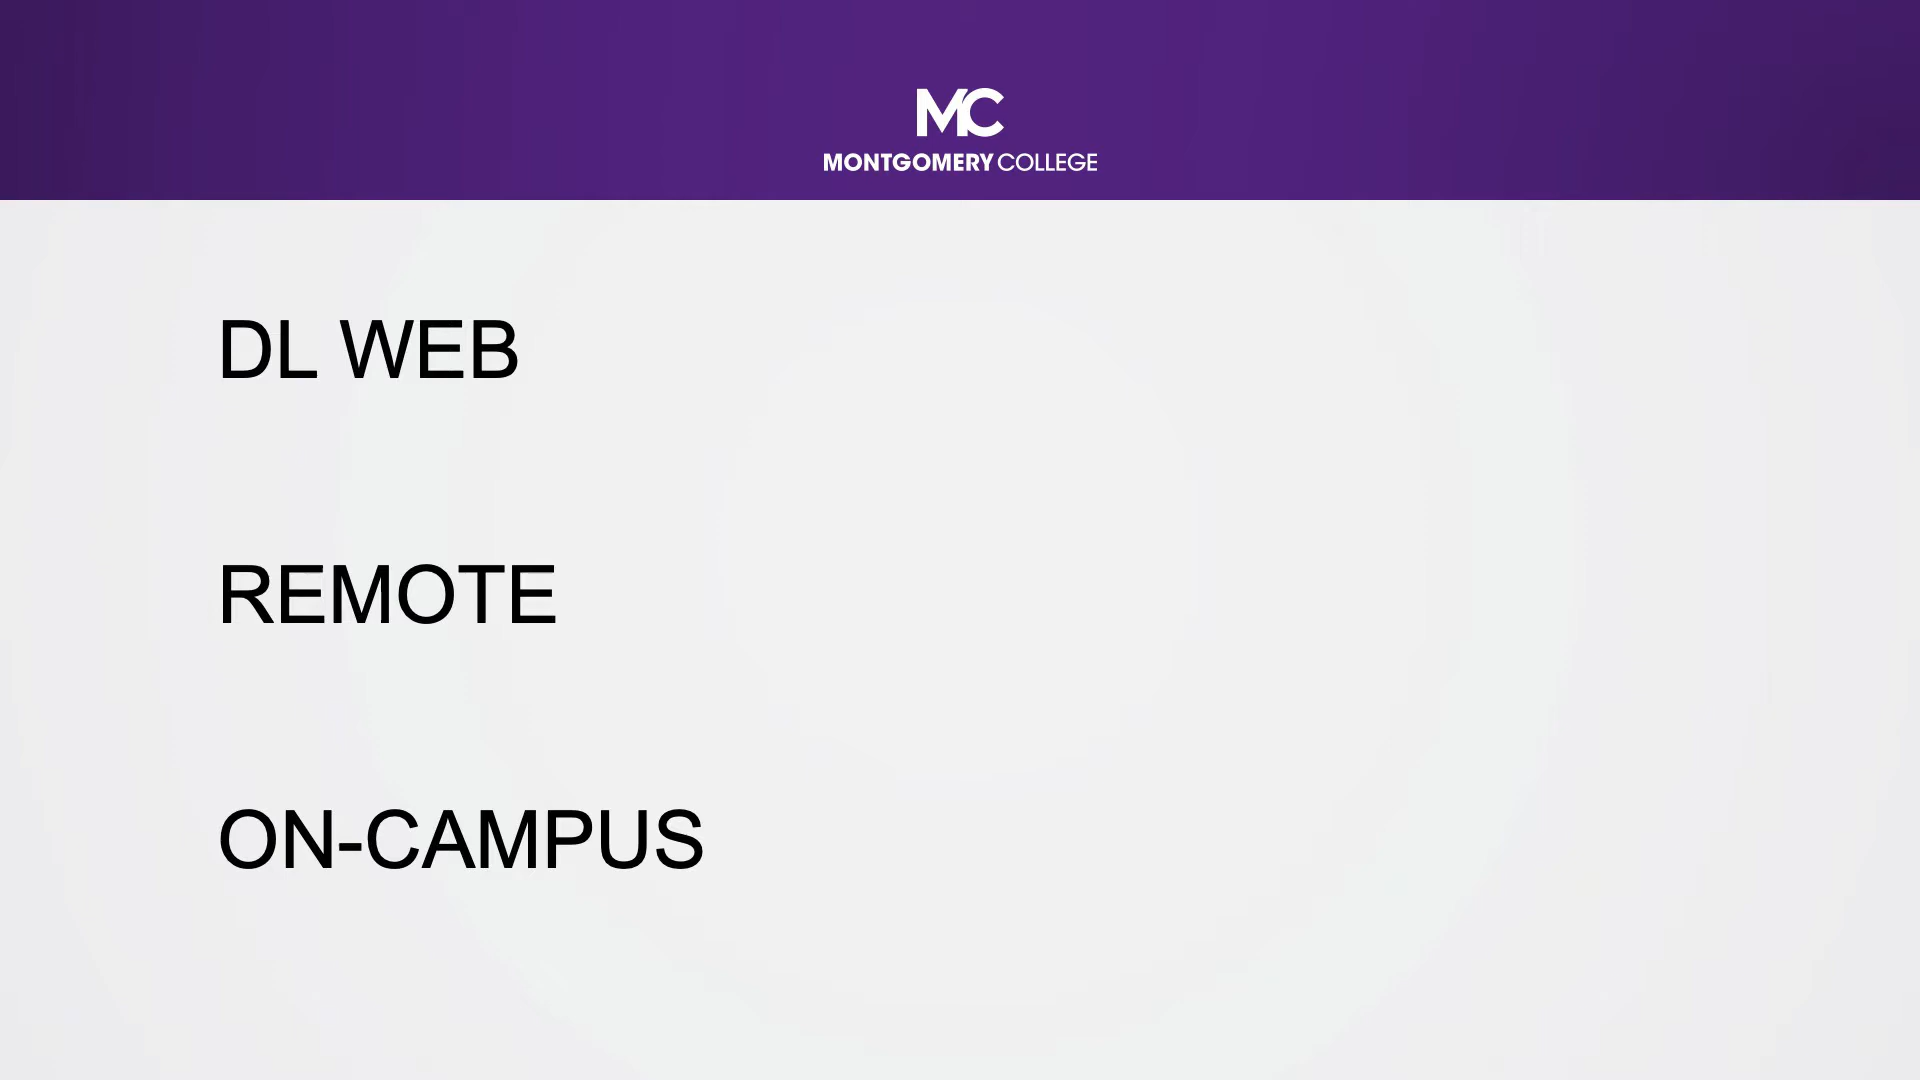 MC
MONTGOMERY COLLEGE
DL WEB
REMOTE
ON-CAMPUS